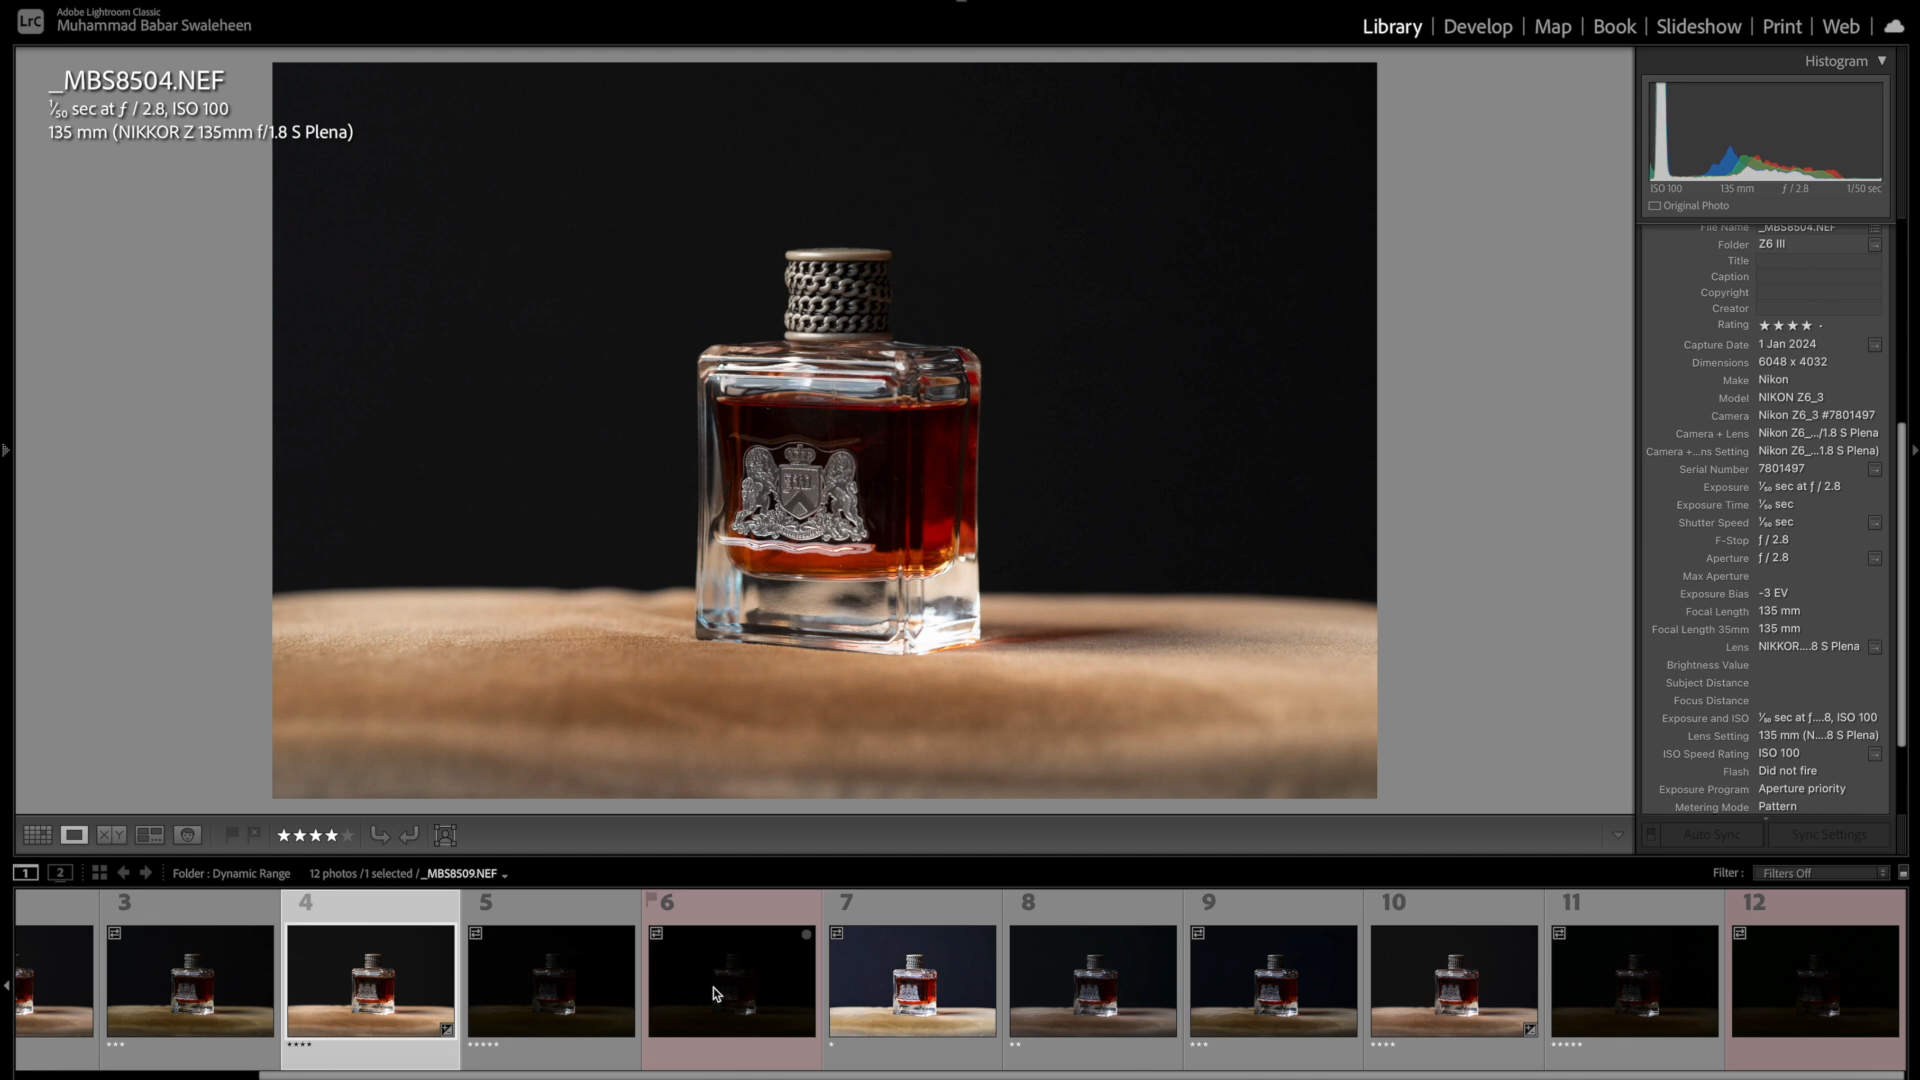 LrC
Adobe Lightroom Classic
Muhammad Babar Swaleheen
Library | Develop | Map | Book | Slideshow | Print | Web |
_MBS8504.NEF
1/50 sec at ƒ / 2.8, ISO 100
135 mm (NIKKOR Z 135mm f/1.8 S Plena)
Histogram
ISO 100 135 mm ƒ / 2.8 1/50 sec
Original Photo
File Name _MBS8504.NEF
Folder Z6 III
Title
Caption
Copyright
Creator
Rating ★★★★ ·
Capture Date 1 Jan 2024
Dimensions 6048 x 4032
Make Nikon
Model NIKON Z6_3
Camera Nikon Z6_3 #7801497
Camera + Lens Nikon Z6_.../1.8 S Plena
Camera +...ns Setting Nikon Z6_...1.8 S Plena)
Serial Number 7801497
Exposure 1/50 sec at ƒ / 2.8
Exposure Time 1/50 sec
Shutter Speed 1/50 sec
F-Stop ƒ / 2.8
Aperture ƒ / 2.8
Max Aperture
Exposure Bias -3 EV
Focal Length 135 mm
Focal Length 35mm 135 mm
Lens NIKKOR....8 S Plena
Brightness Value
Subject Distance
Focus Distance
Exposure and ISO 1/50 sec at ƒ....8, ISO 100
Lens Setting 135 mm (N....8 S Plena)
ISO Speed Rating ISO 100
Flash Did not fire
Exposure Program Aperture priority
Metering Mode Pattern
X Y ★★★★★ Auto Sync Sync Settings
1 2 Folder : Dynamic Range 12 photos / 1 selected / _MBS8509.NEF Filter : Filters Off
3 4 5 6 7 8 9 10 11 12